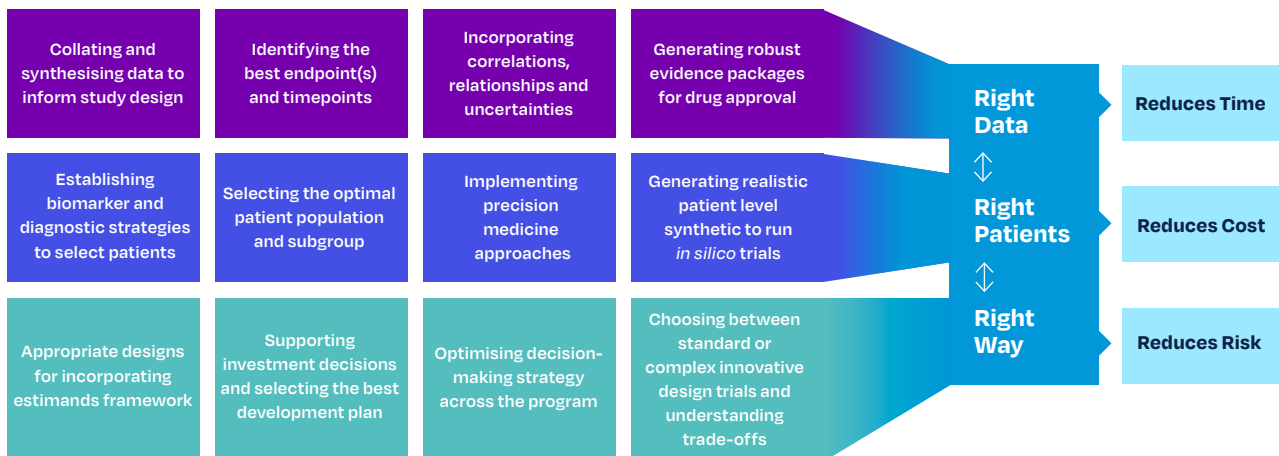 Collating and
synthesising data to
inform study design
Identifying the
best endpoint(s)
and timepoints
Incorporating
correlations,
relationships and
uncertainties
Generating robust
evidence packages
for drug approval
Right
Data
Reduces Time
Establishing
biomarker and
diagnostic strategies
to select patients
Selecting the optimal
patient population
and subgroup
Implementing
precision
medicine
approaches
Generating realistic
patient level
synthetic to run
in silico trials
Right
Patients
Reduces Cost
Appropriate designs
for incorporating
estimands framework
Supporting
investment decisions
and selecting the best
development plan
Optimising decision-
making strategy
across the program
Choosing between
standard or
complex innovative
design trials and
understanding
trade-offs
Right
Way
Reduces Risk